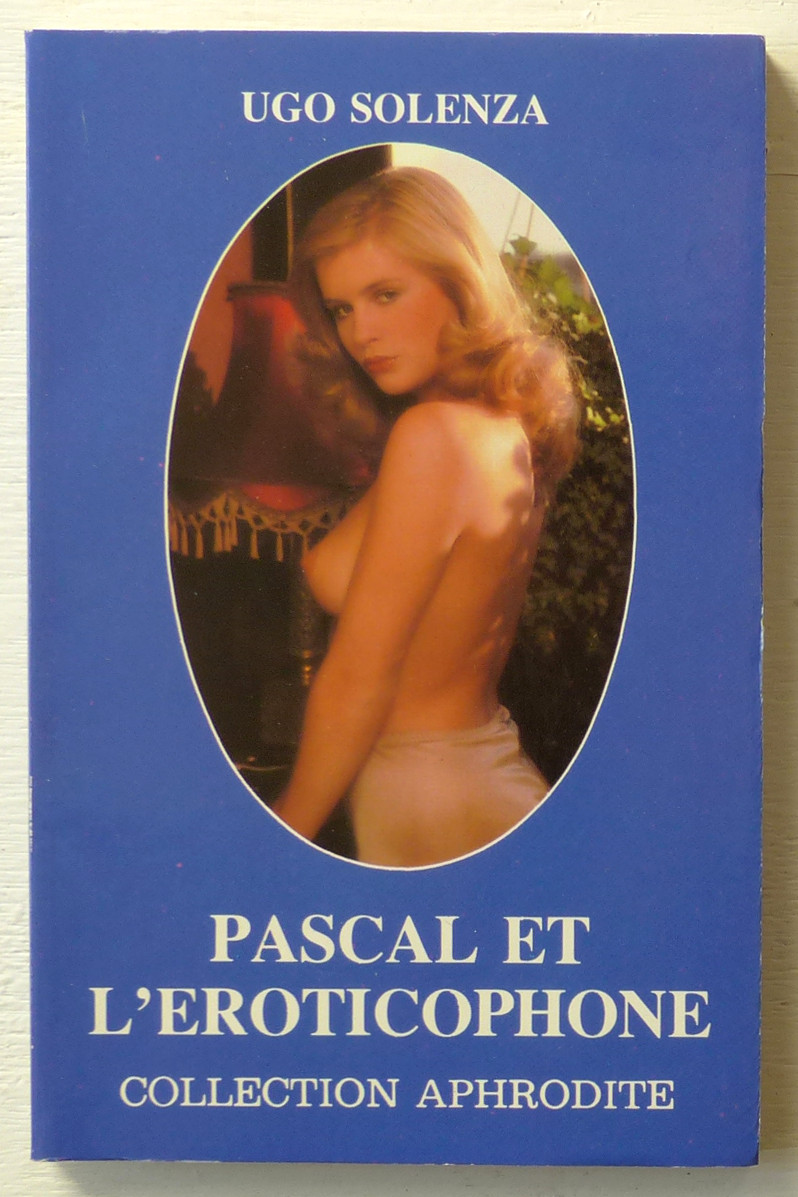 UGO SOLENZA
PASCAL ET
L'EROTICOPHONE
COLLECTION APHRODITE